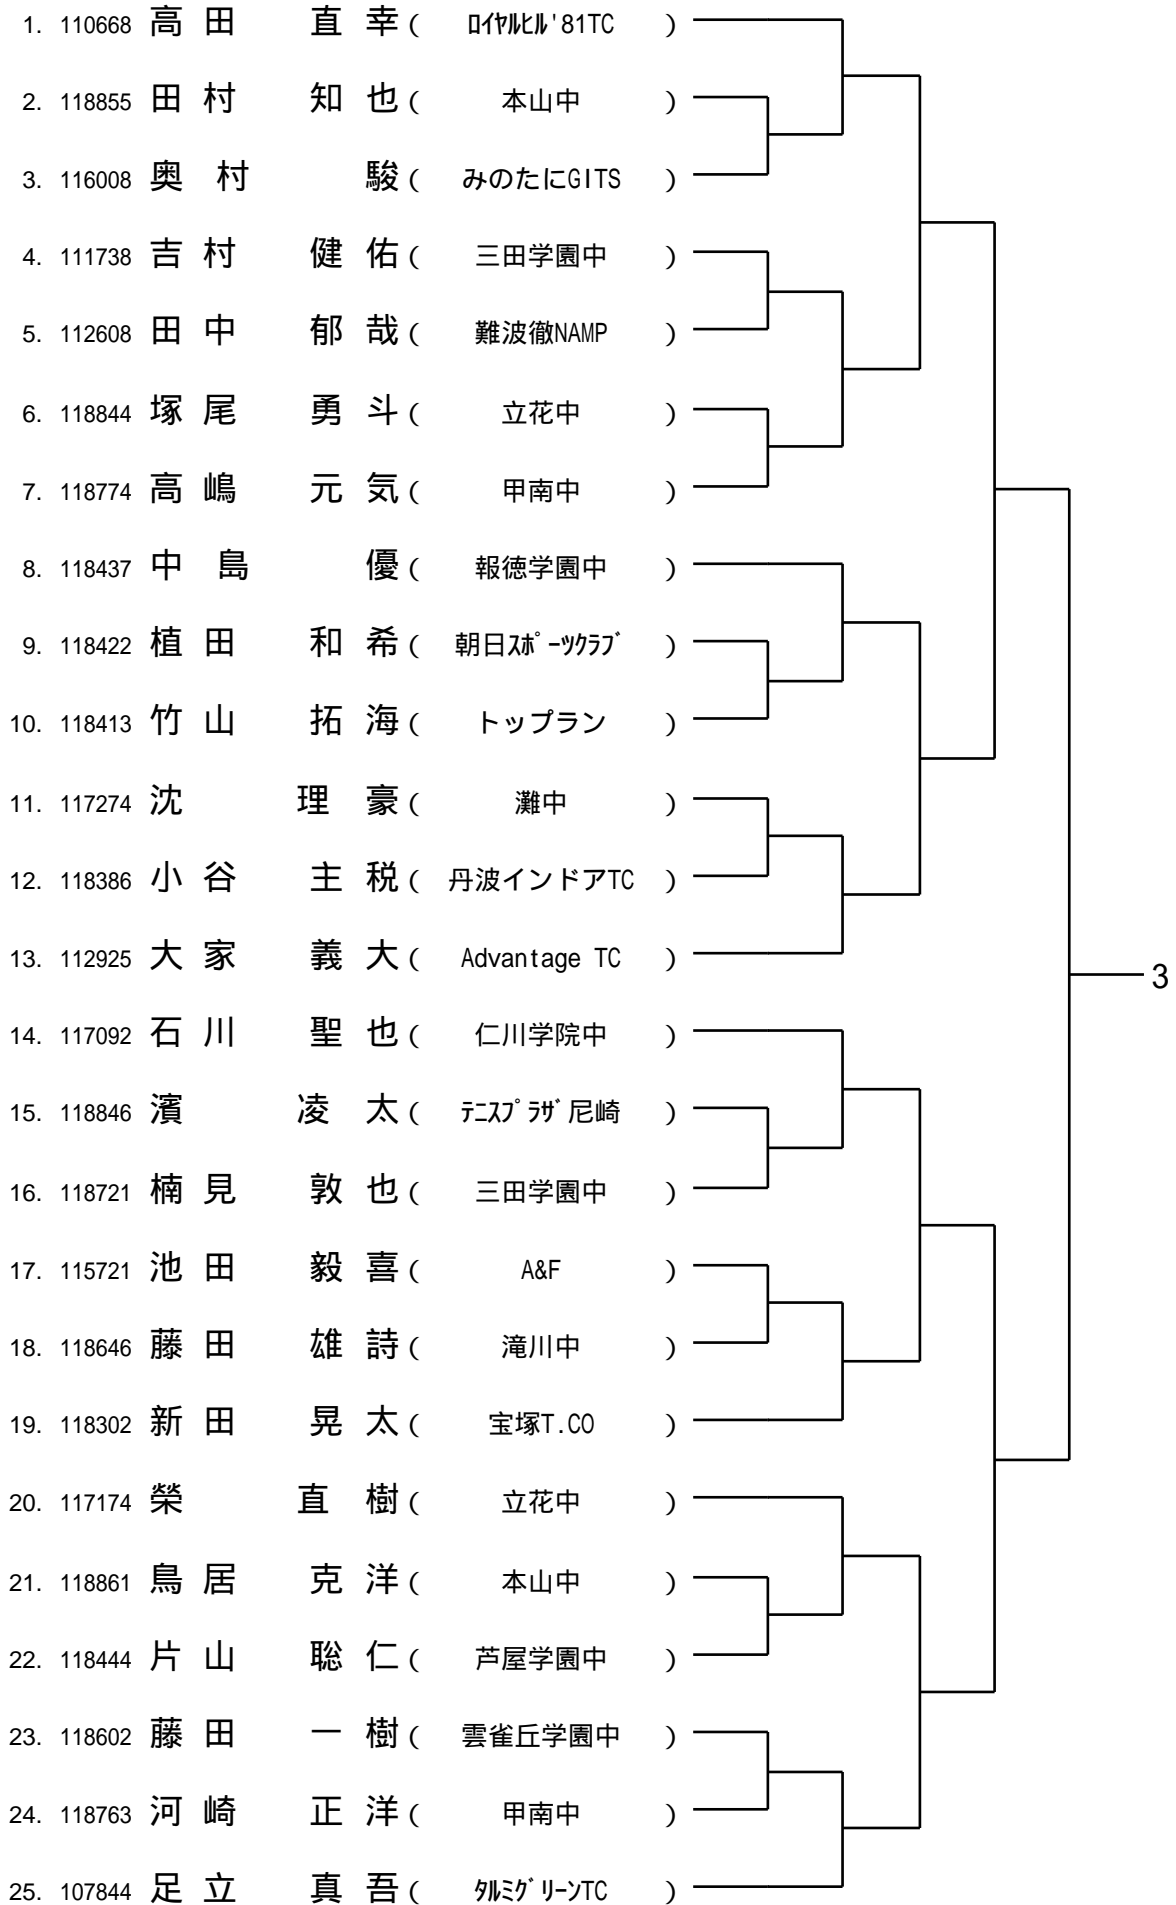 1. 110668 高田 直幸 ( ﾛｲﾔﾙﾋﾙ'81TC )
2. 118855 田村 知也 ( 本山中 )
3. 116008 奥村 駿 ( みのたにGITS )
4. 111738 吉村 健佑 ( 三田学園中 )
5. 112608 田中 郁哉 ( 難波徹NAMP )
6. 118844 塚尾 勇斗 ( 立花中 )
7. 118774 高嶋 元気 ( 甲南中 )
8. 118437 中島 優 ( 報徳学園中 )
9. 118422 植田 和希 ( 朝日ｽﾎﾟｰﾂｸﾗﾌﾞ )
10. 118413 竹山 拓海 ( トップラン )
11. 117274 沈 理豪 ( 灘中 )
12. 118386 小谷 主税 ( 丹波インドアTC )
13. 112925 大家 義大 ( Advantage TC )
3
14. 117092 石川 聖也 ( 仁川学院中 )
15. 118846 濱 凌太 ( ﾃﾆｽﾌﾟﾗｻﾞ尼崎 )
16. 118721 楠見 敦也 ( 三田学園中 )
17. 115721 池田 毅喜 ( A&F )
18. 118646 藤田 雄詩 ( 滝川中 )
19. 118302 新田 晃太 ( 宝塚T.CO )
20. 117174 榮 直樹 ( 立花中 )
21. 118861 鳥居 克洋 ( 本山中 )
22. 118444 片山 聡仁 ( 芦屋学園中 )
23. 118602 藤田 一樹 ( 雲雀丘学園中 )
24. 118763 河崎 正洋 ( 甲南中 )
25. 107844 足立 真吾 ( ﾀﾙﾐｸﾞﾘｰﾝTC )